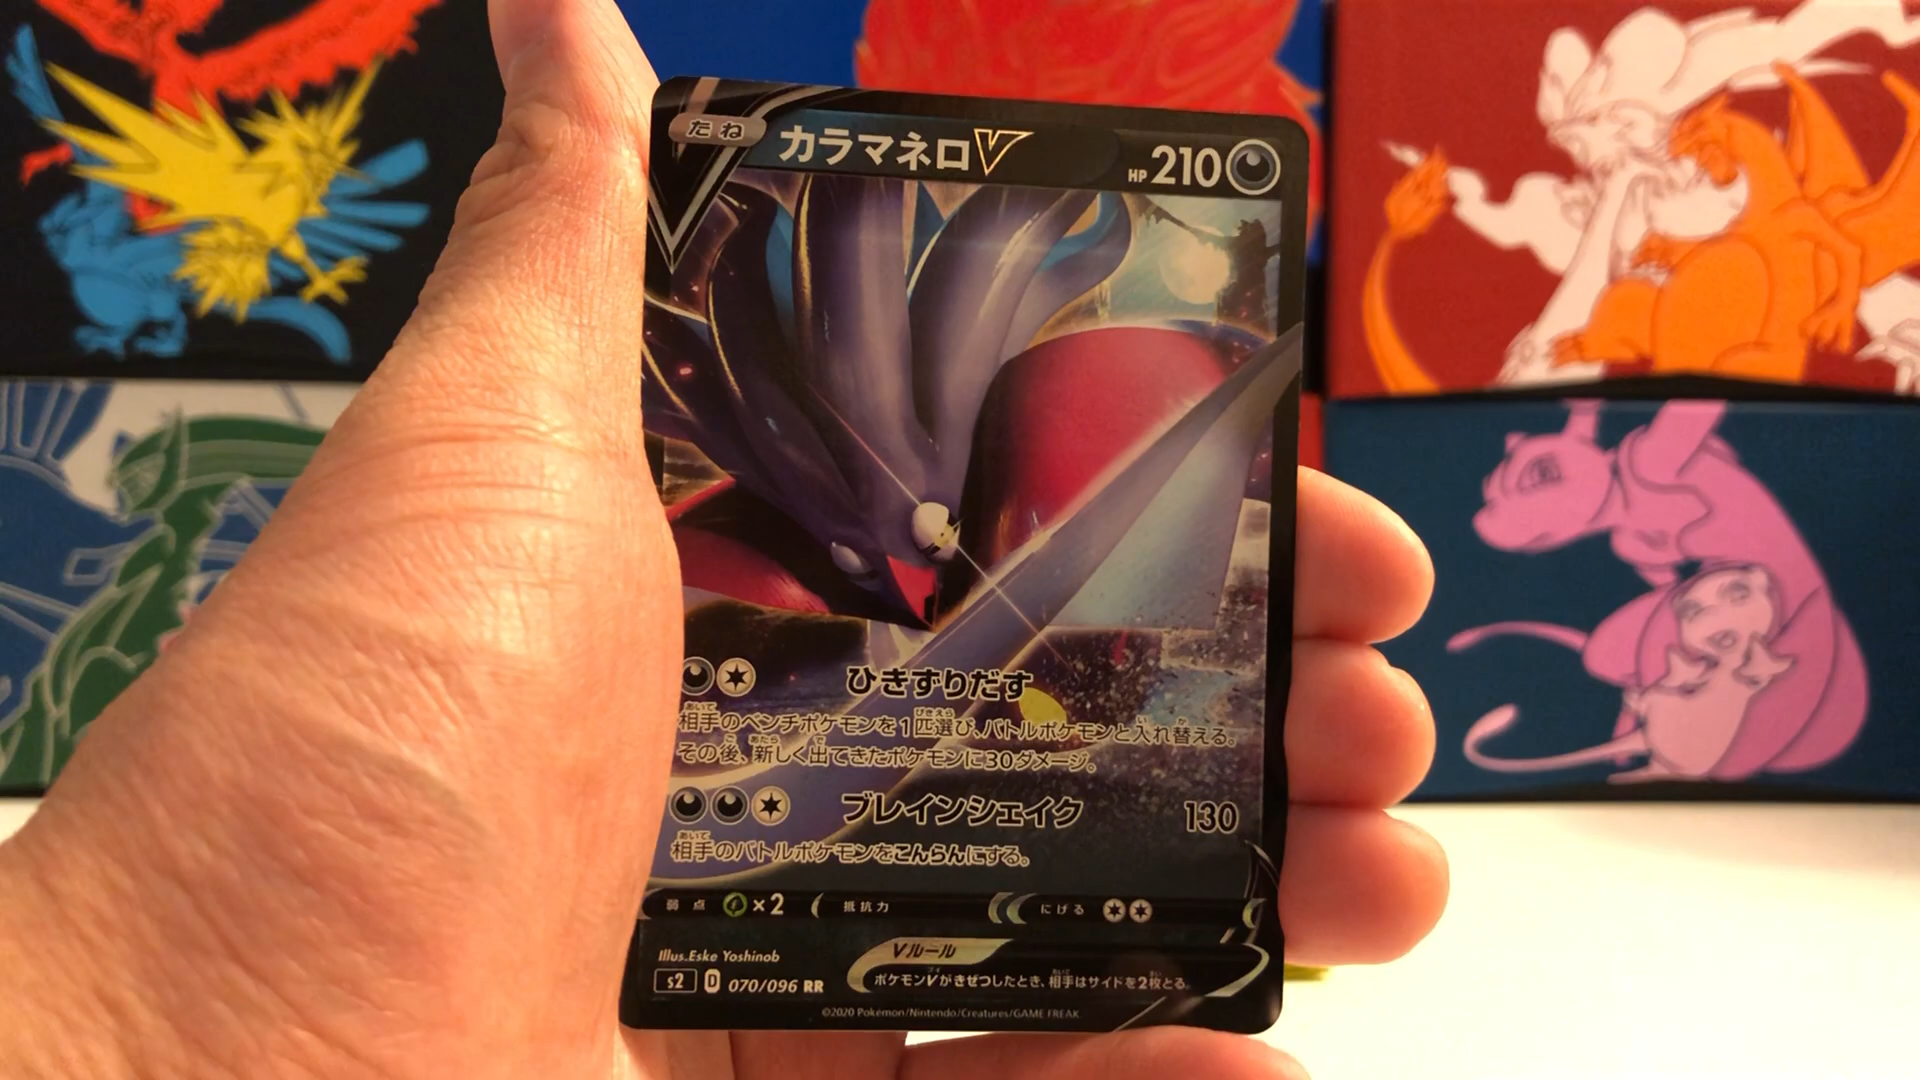 たね カラマネロV HP210
ひきずりだす
相手のベンチポケモンを1匹選び、バトルポケモンと入れ替える。
その後、新しく出てきたポケモンに30ダメージ。
ブレインシェイク 130
相手のバトルポケモンをこんらんにする。
弱点 ×2 抵抗力 にげる
Illus.Eske Yoshinob
Vルール
s2 D 070/096 RR
ポケモンVがきぜつしたとき、相手はサイドを2枚とる。
©2020 Pokémon/Nintendo/Creatures/GAME FREAK